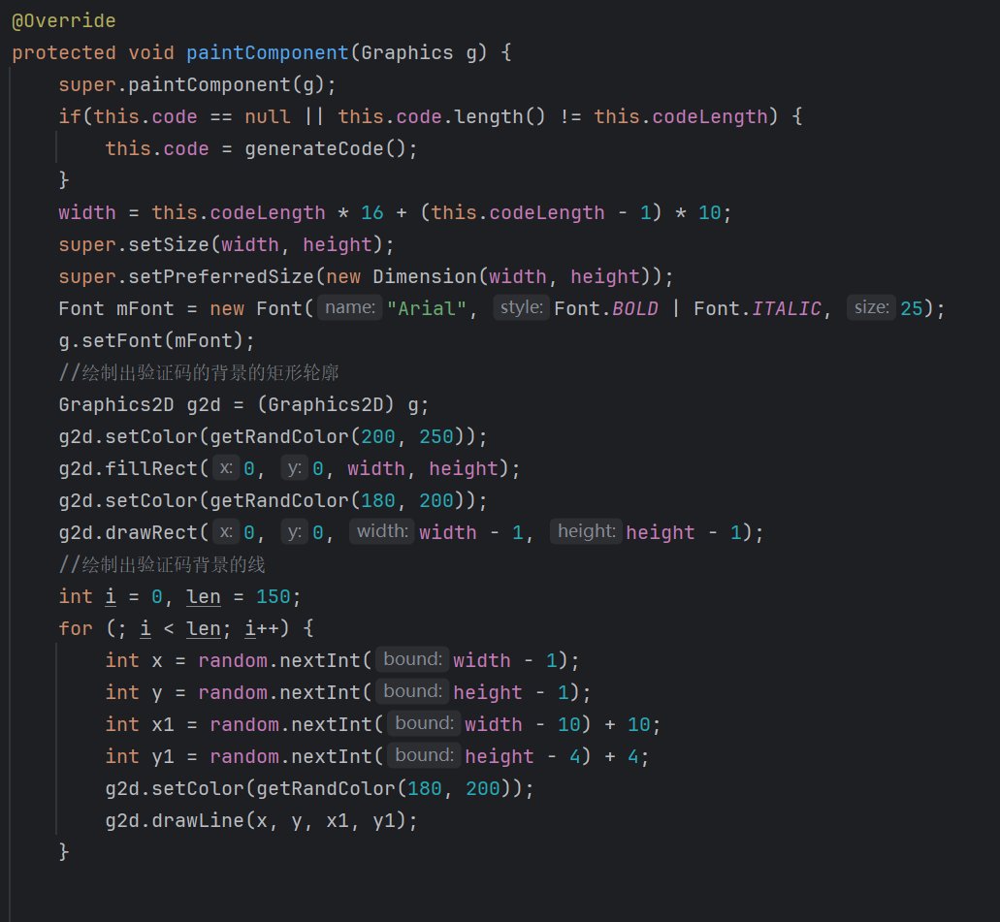 @Override
protected void paintComponent(Graphics g) {
super.paintComponent(g);
if(this.code == null || this.code.length() != this.codeLength) {
this.code = generateCode();
}
width = this.codeLength * 16 + (this.codeLength - 1) * 10;
super.setSize(width, height);
super.setPreferredSize(new Dimension(width, height));
Font mFont = new Font( name: "Arial", style: Font.BOLD | Font.ITALIC, size: 25);
g.setFont(mFont);
//绘制出验证码的背景的矩形轮廓
Graphics2D g2d = (Graphics2D) g;
g2d.setColor(getRandColor(200, 250));
g2d.fillRect( x: 0, y: 0, width, height);
g2d.setColor(getRandColor(180, 200));
g2d.drawRect( x: 0, y: 0, width: width - 1, height: height - 1);
//绘制出验证码背景的线
int i = 0, len = 150;
for (; i < len; i++) {
int x = random.nextInt( bound: width - 1);
int y = random.nextInt( bound: height - 1);
int x1 = random.nextInt( bound: width - 10) + 10;
int y1 = random.nextInt( bound: height - 4) + 4;
g2d.setColor(getRandColor(180, 200));
g2d.drawLine(x, y, x1, y1);
}